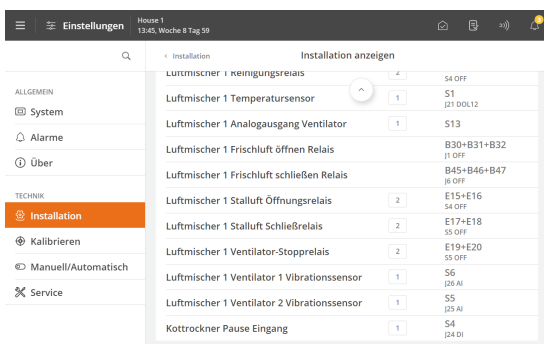 Einstellungen
House 1
13:45, Woche 8 Tag 59
3
Installation
Installation anzeigen
ALLGEMEIN
System
Alarme
Über
TECHNIK
Installation
Kalibrieren
Manuell/Automatisch
Service
Luftmischer 1 Reinigungsrelais 2
S4 OFF
Luftmischer 1 Temperatursensor 1 S1
J21 DOL12
Luftmischer 1 Analogausgang Ventilator 1 S13
Luftmischer 1 Frischluft öffnen Relais B30+B31+B32
J1 OFF
Luftmischer 1 Frischluft schließen Relais B45+B46+B47
J6 OFF
Luftmischer 1 Stalluft Öffnungsrelais 2 E15+E16
S4 OFF
Luftmischer 1 Stalluft Schließrelais 2 E17+E18
S5 OFF
Luftmischer 1 Ventilator-Stopprelais 2 E19+E20
S5 OFF
Luftmischer 1 Ventilator 1 Vibrationssensor 1 S6
J26 AI
Luftmischer 1 Ventilator 2 Vibrationssensor 1 S5
J25 AI
Kottrockner Pause Eingang 1 S4
J24 DI